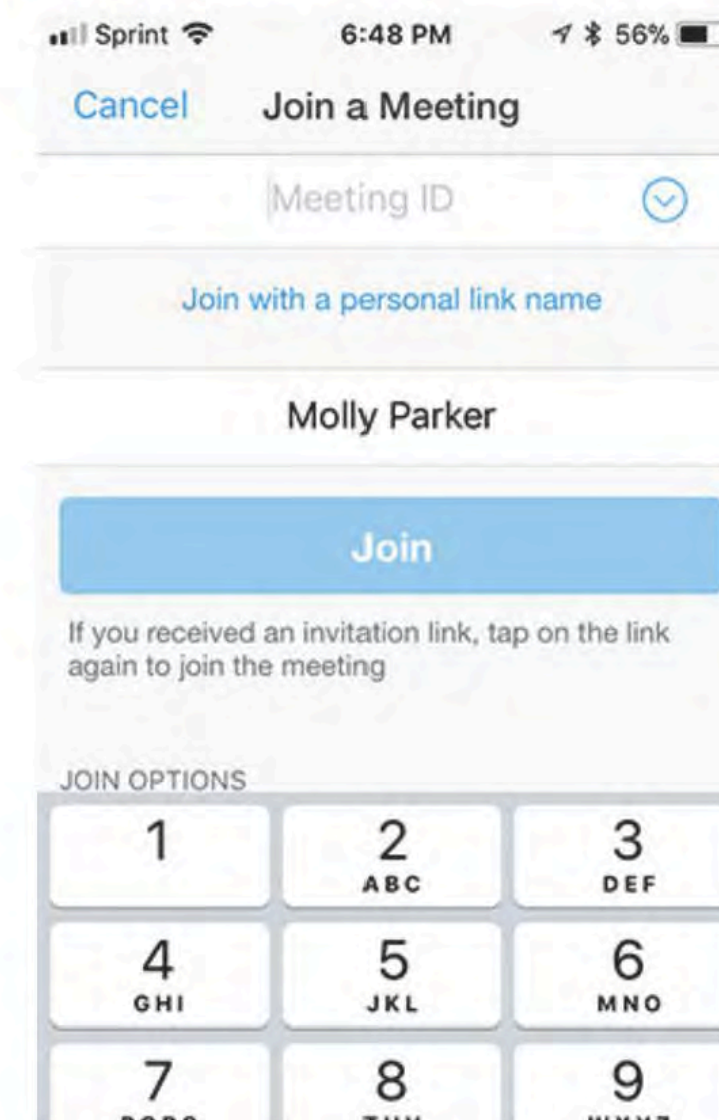 Sprint 6:48 PM 56%
Cancel Join a Meeting
Meeting ID
Join with a personal link name
Molly Parker
Join
If you received an invitation link, tap on the link
again to join the meeting
JOIN OPTIONS
1 2 3
ABC DEF
4 5 6
GHI JKL MNO
7 8 9